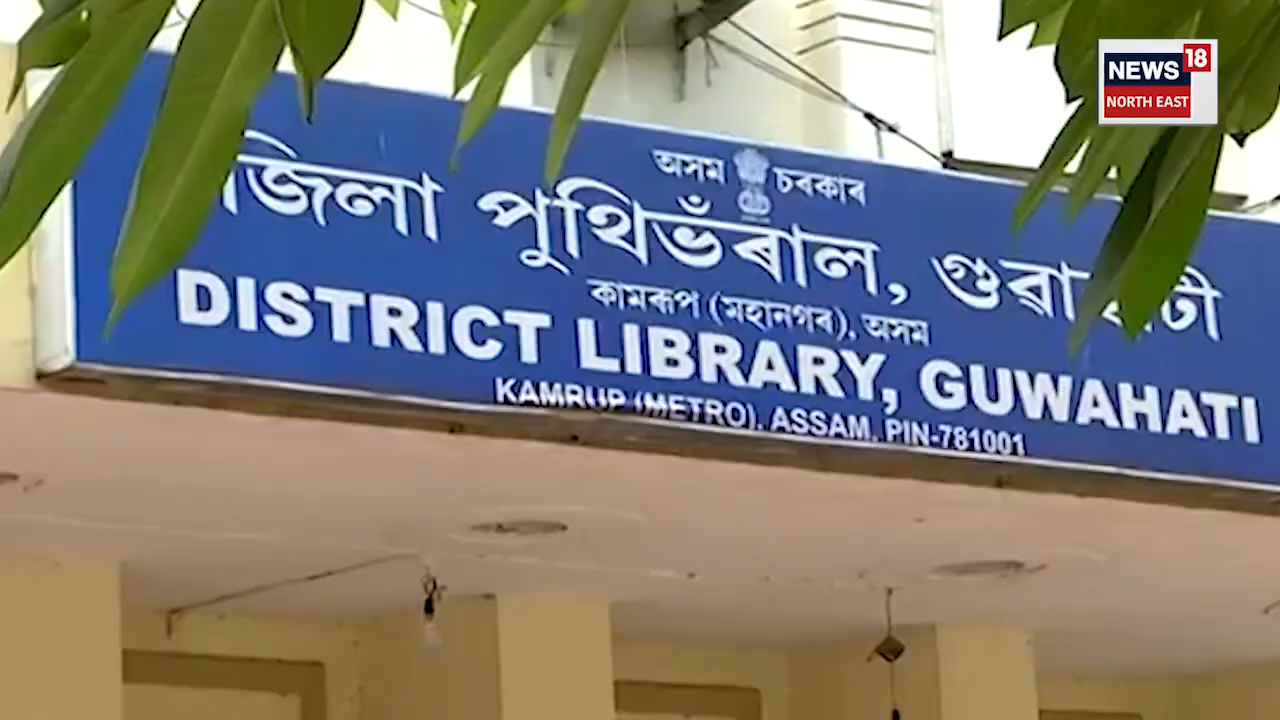 NEWS 18
NORTH EAST
অসম চৰকাৰ
জিলা পুথিভঁৰাল,
কামৰূপ (মহানগৰ), অসম
DISTRICT LIBRARY, GUWAHATI
KAMRUP (METRO), ASSAM, PIN-781001